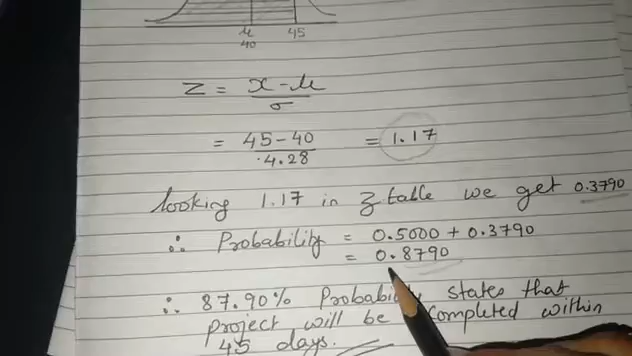 μ 45
40
Z = x - μ
σ
= 45 - 40 = 1.17
4.28
looking 1.17 in z table we get 0.3790
∴ Probability = 0.5000 + 0.3790
= 0.8790
∴ 87.90% Probability states that
project will be completed within
45 days.